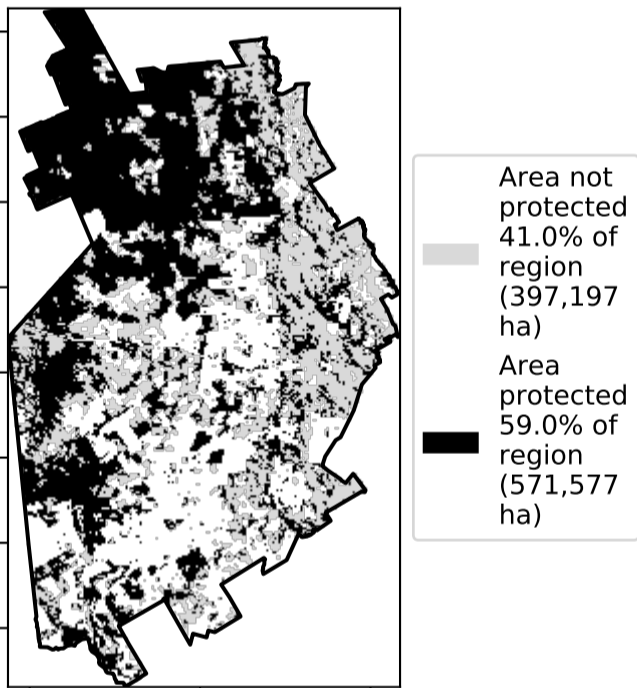 Area not
protected
41.0% of
region
(397,197
ha)
Area
protected
59.0% of
region
(571,577
ha)